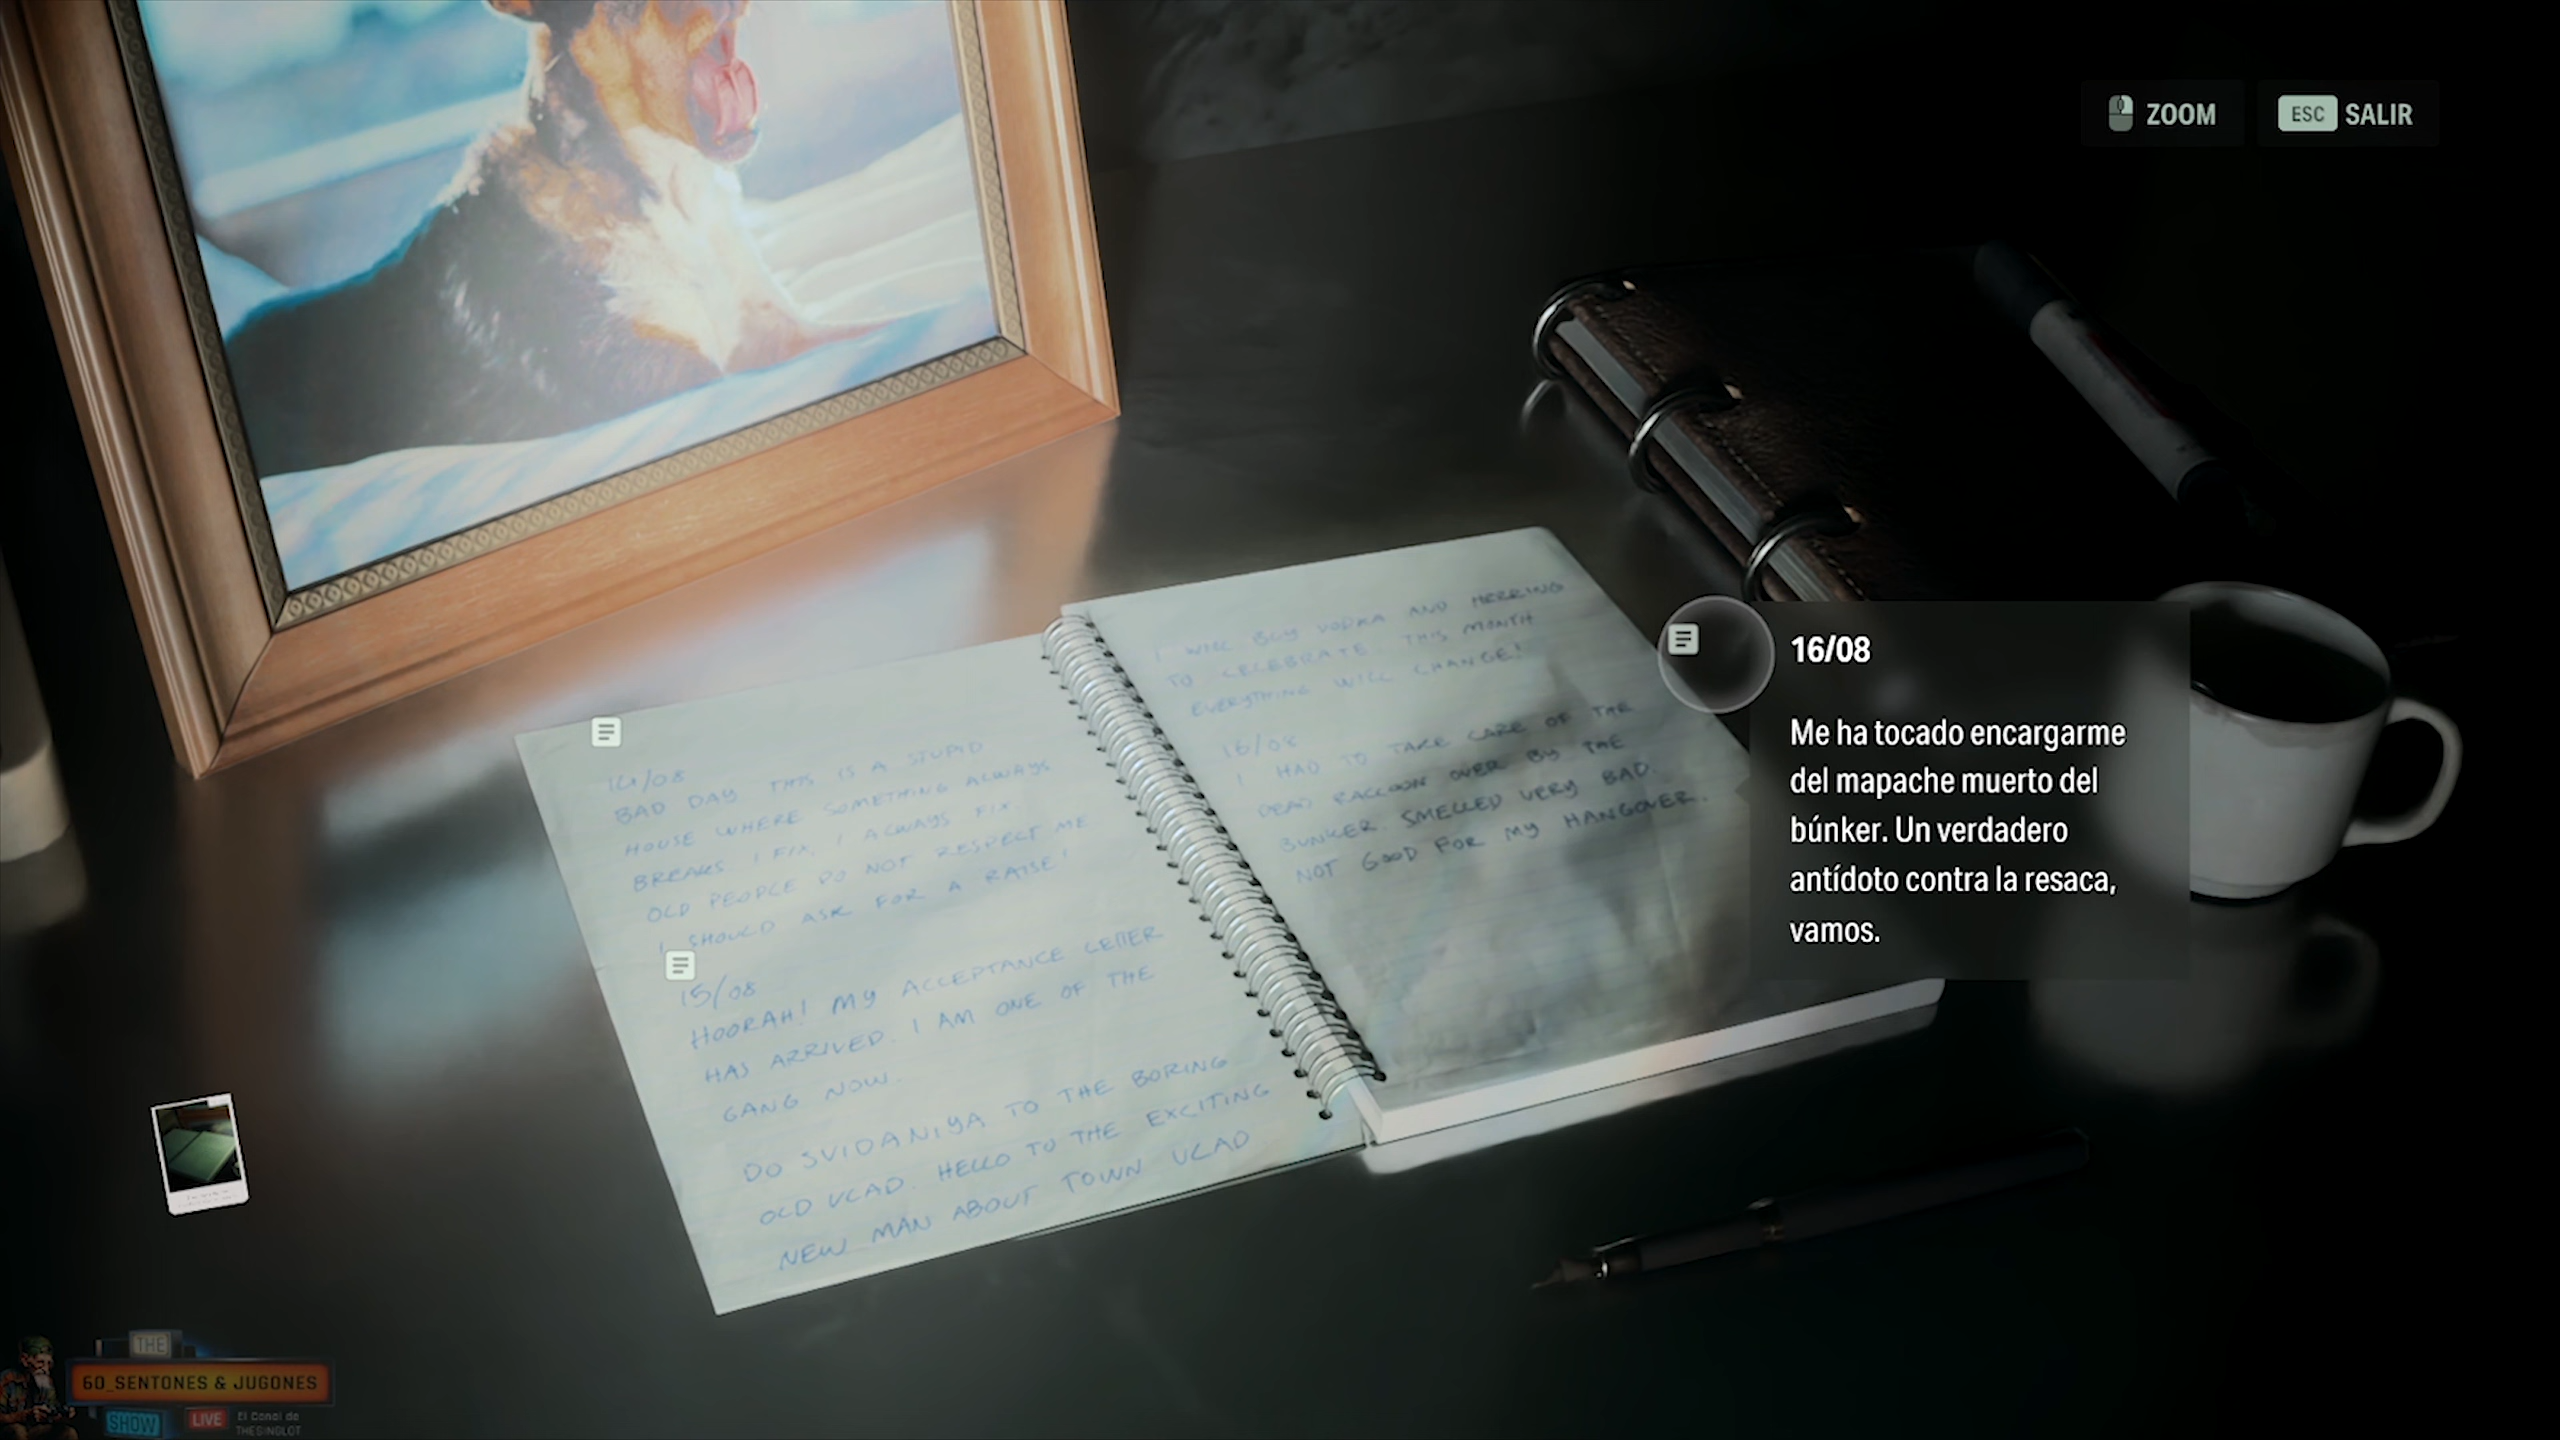 ZOOM
ESC SALIR
14/08
BAD DAY THIS IS A STUPID
HOUSE WHERE SOMETHING ALWAYS
BREAKS. I FIX. I ALWAYS FIX.
OLD PEOPLE DO NOT RESPECT ME
I SHOULD ASK FOR A RAISE!
15/08
HOORAH! MY ACCEPTANCE LETTER
HAS ARRIVED. I AM ONE OF THE
GANG NOW.
DO SVIDANIYA TO THE BORING
OLD VLAD. HELLO TO THE EXCITING
NEW MAN ABOUT TOWN VLAD
I WILL BUY VODKA AND HERRING
TO CELEBRATE. THIS MONTH
EVERYTHING WILL CHANGE!
16/08
I HAD TO TAKE CARE OF THE
DEAD RACCOON OVER BY THE
BUNKER. SMELLED VERY BAD.
NOT GOOD FOR MY HANGOVER.
16/08
Me ha tocado encargarme
del mapache muerto del
búnker. Un verdadero
antídoto contra la resaca,
vamos.
THE
60_SENTONES & JUGONES
SHOW LIVE El Canal de
THESINGLOT